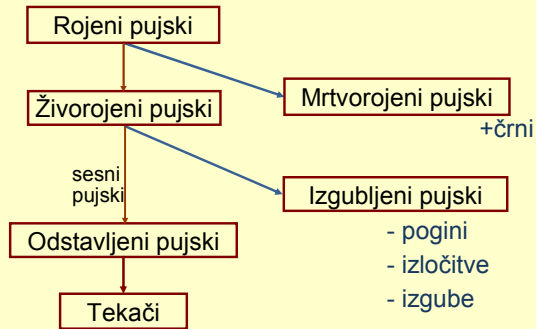 Rojeni pujski
Mrtvorojeni pujski
+črni
Živorojeni pujski
sesni
pujski
Izgubljeni pujski
- pogini
- izločitve
- izgube
Odstavljeni pujski
Tekači